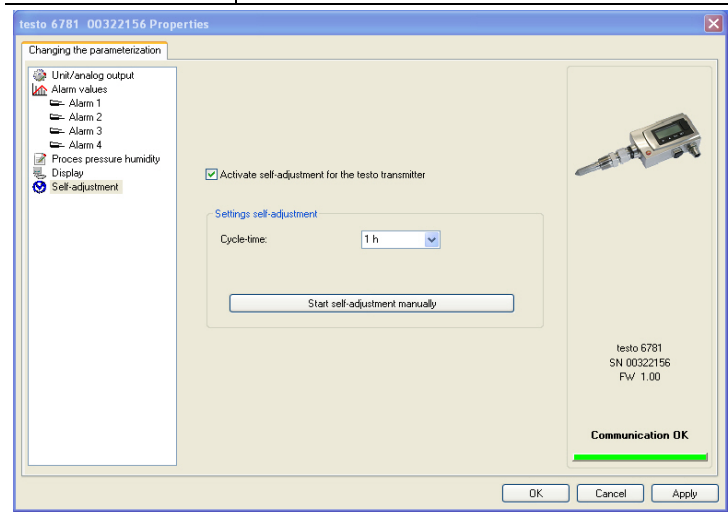 testo 6781 00322156 Properties
Changing the parameterization
Unit/analog output
Alarm values
Alarm 1
Alarm 2
Alarm 3
Alarm 4
Proces pressure humidity
Display
Self-adjustment
Activate self-adjustment for the testo transmitter
Settings self-adjustment
Cycle-time: 1 h
Start self-adjustment manually
testo 6781
SN 00322156
FW 1.00
Communication OK
OK Cancel Apply